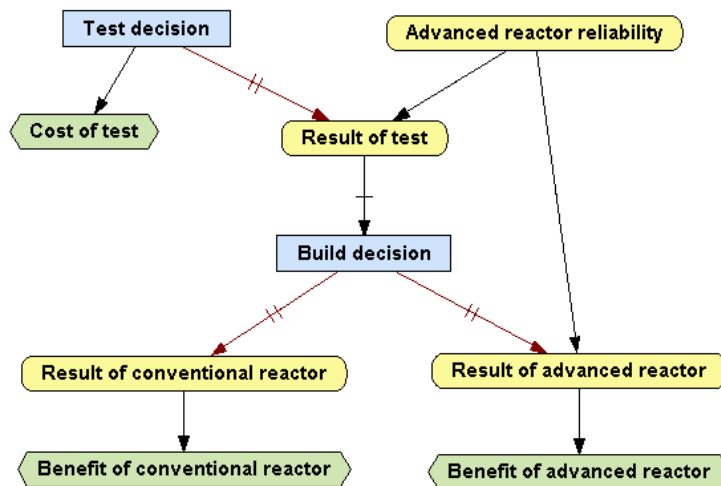 Test decision
Advanced reactor reliability
Cost of test
Result of test
Build decision
Result of conventional reactor
Result of advanced reactor
Benefit of conventional reactor
Benefit of advanced reactor